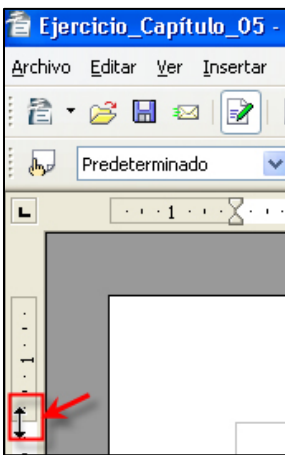 Ejercicio_Capítulo_05 -
Archivo Editar Ver Insertar
Predeterminado
1
1